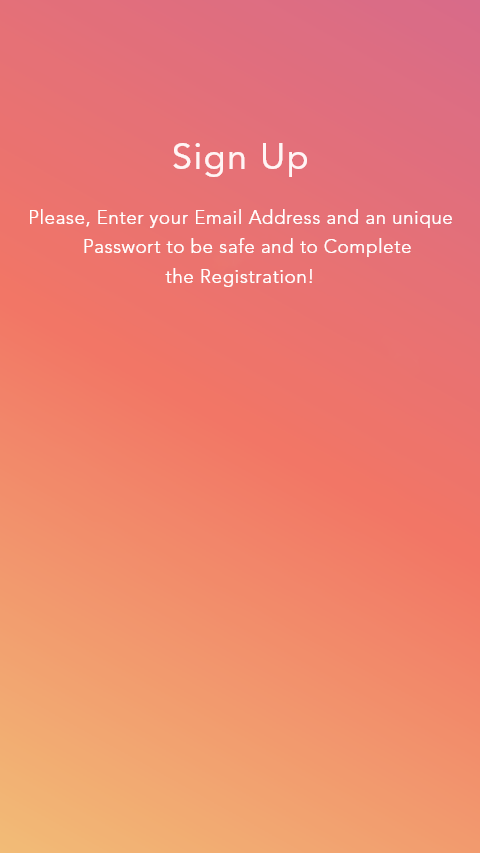 Sign Up
Please, Enter your Email Address and an unique
Passwort to be safe and to Complete
the Registration!